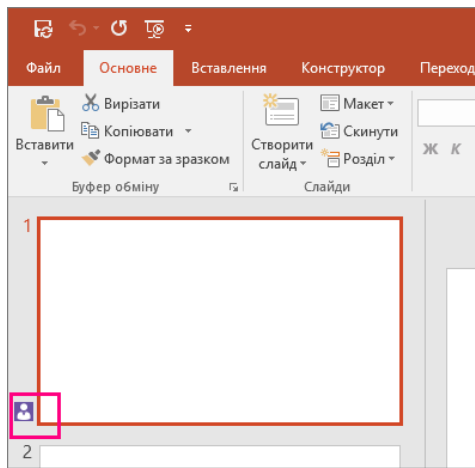 Файл Основне Вставлення Конструктор Переход
Вставити
Вирізати
Копіювати
Формат за зразком
Буфер обміну
Створити
слайд
Макет
Скинути
Розділ
Слайди
Ж К
1
2